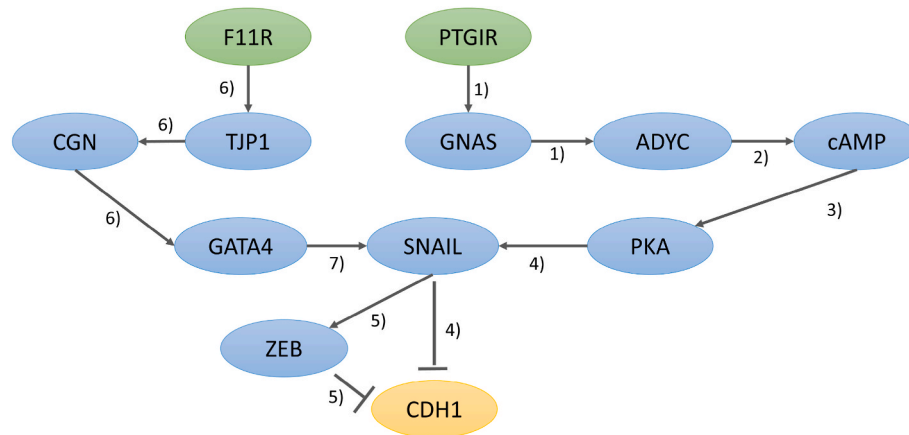 F11R
PTGIR
6)
1)
CGN
6)
TJP1
GNAS
1)
ADYC
2)
cAMP
6)
3)
GATA4
7)
SNAIL
4)
PKA
5)
4)
ZEB
5)
CDH1